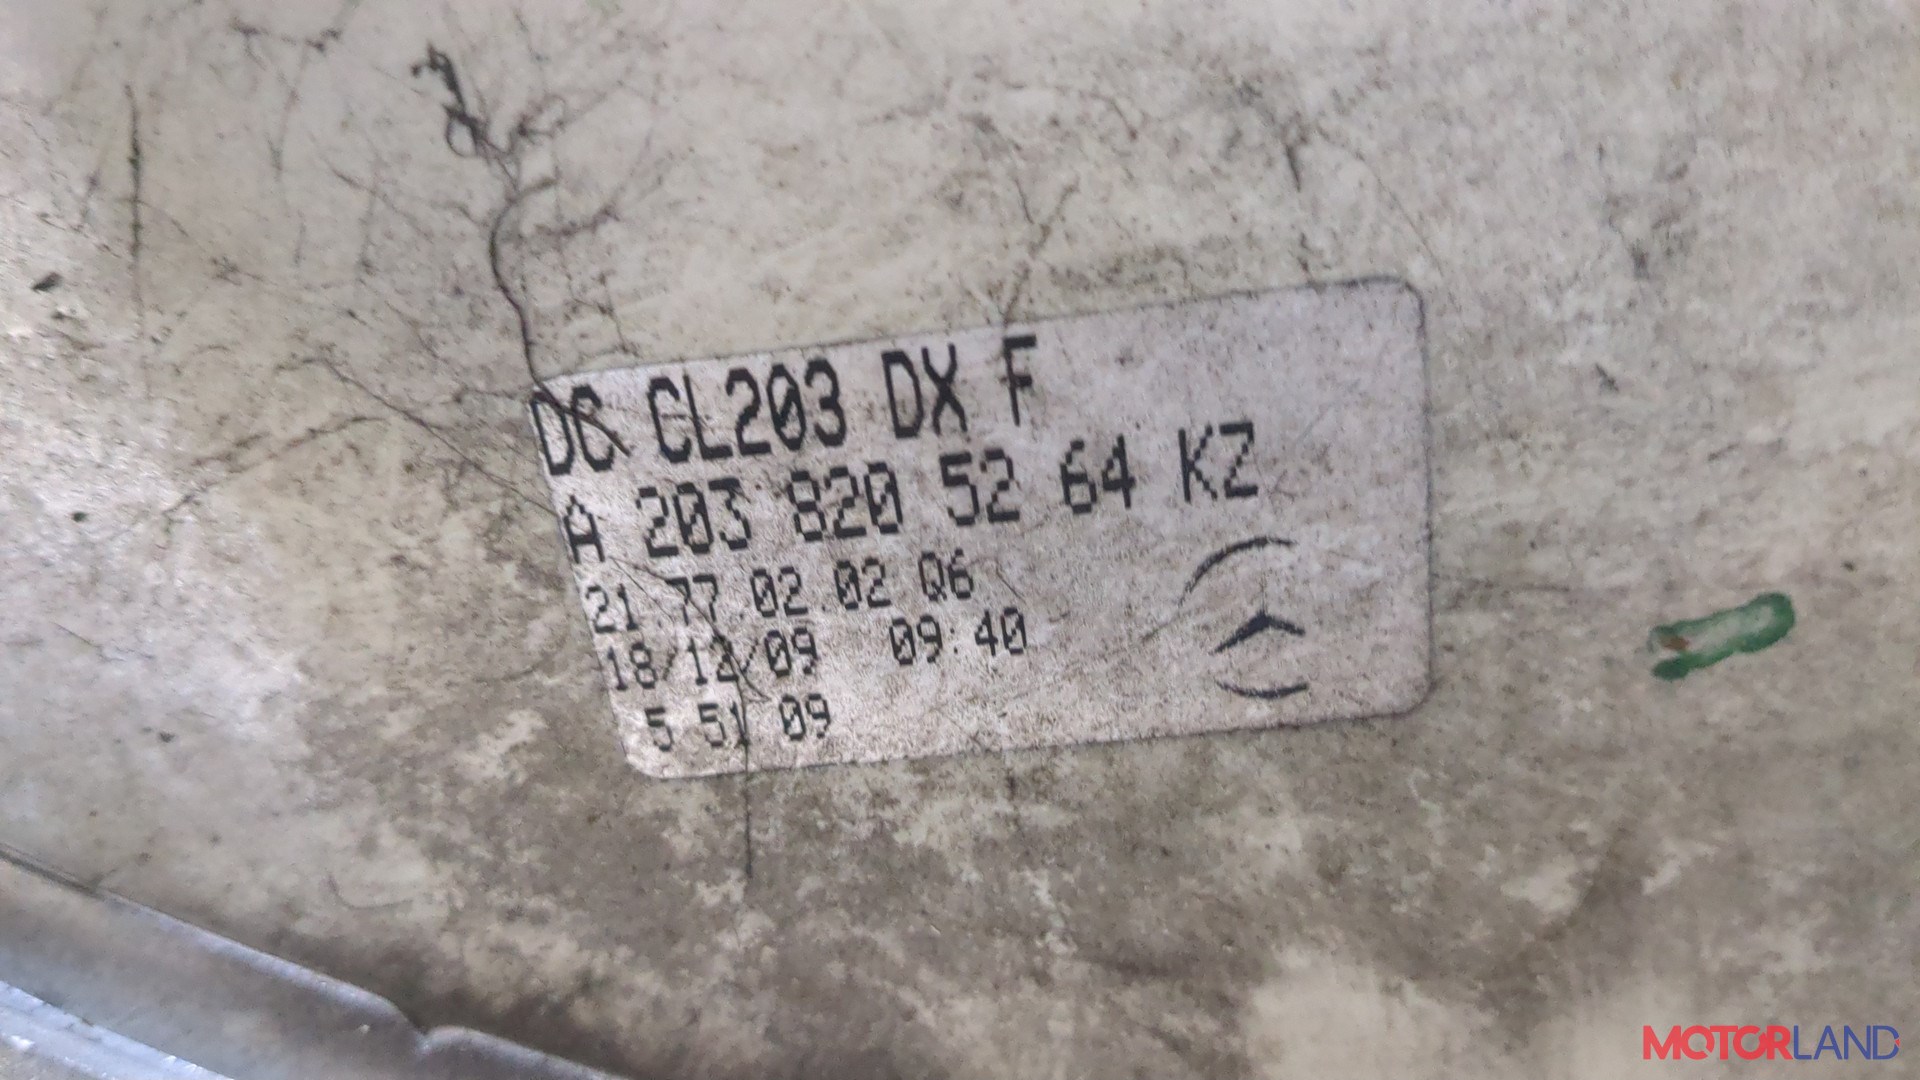 DC CL203 DX F
A 203 820 52 64 KZ
21.77.02.02 Q6
18/12/09 09:40
5 51 09
MOTORLAND